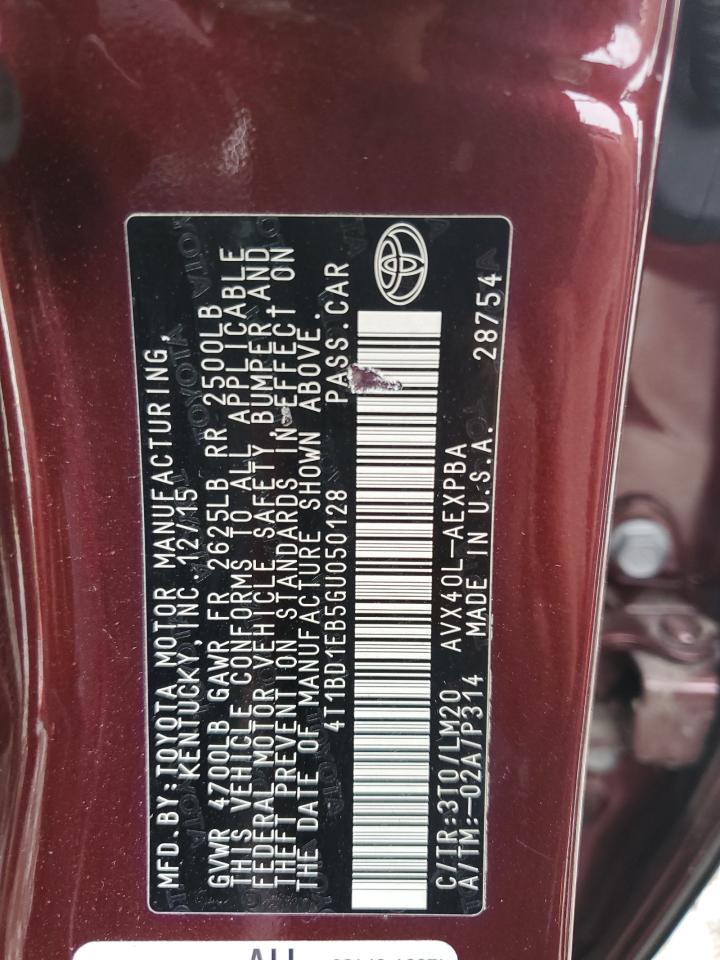 MFD.BY:TOYOTA MOTOR MANUFACTURING,
KENTUCKY, INC. 12/15
GVWR 4700LB GAWR FR 2625LB RR 2500LB
THIS VEHICLE CONFORMS TO ALL APPLICABLE
FEDERAL MOTOR VEHICLE SAFETY, BUMPER, AND
THEFT PREVENTION STANDARDS IN EFFECT ON
THE DATE OF MANUFACTURE SHOWN ABOVE.
4T1BD1EB5GU050128 PASS.CAR
C/TR:3T0/LM20 AVX40L-AEXPBA
A/TM:-02A/P314 MADE IN U.S.A. 28754